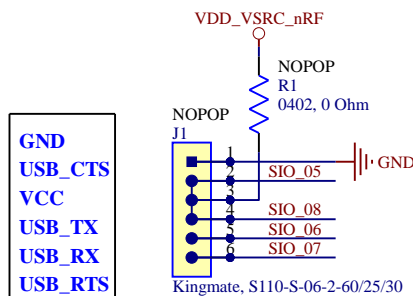 VDD_VSRC_nRF
NOPOP
R1
0402, 0 Ohm
NOPOP
J1
1
GND
2
SIO_05
3
4
SIO_08
5
SIO_06
6
SIO_07
Kingmate, S110-S-06-2-60/25/30
GND
USB_CTS
VCC
USB_TX
USB_RX
USB_RTS